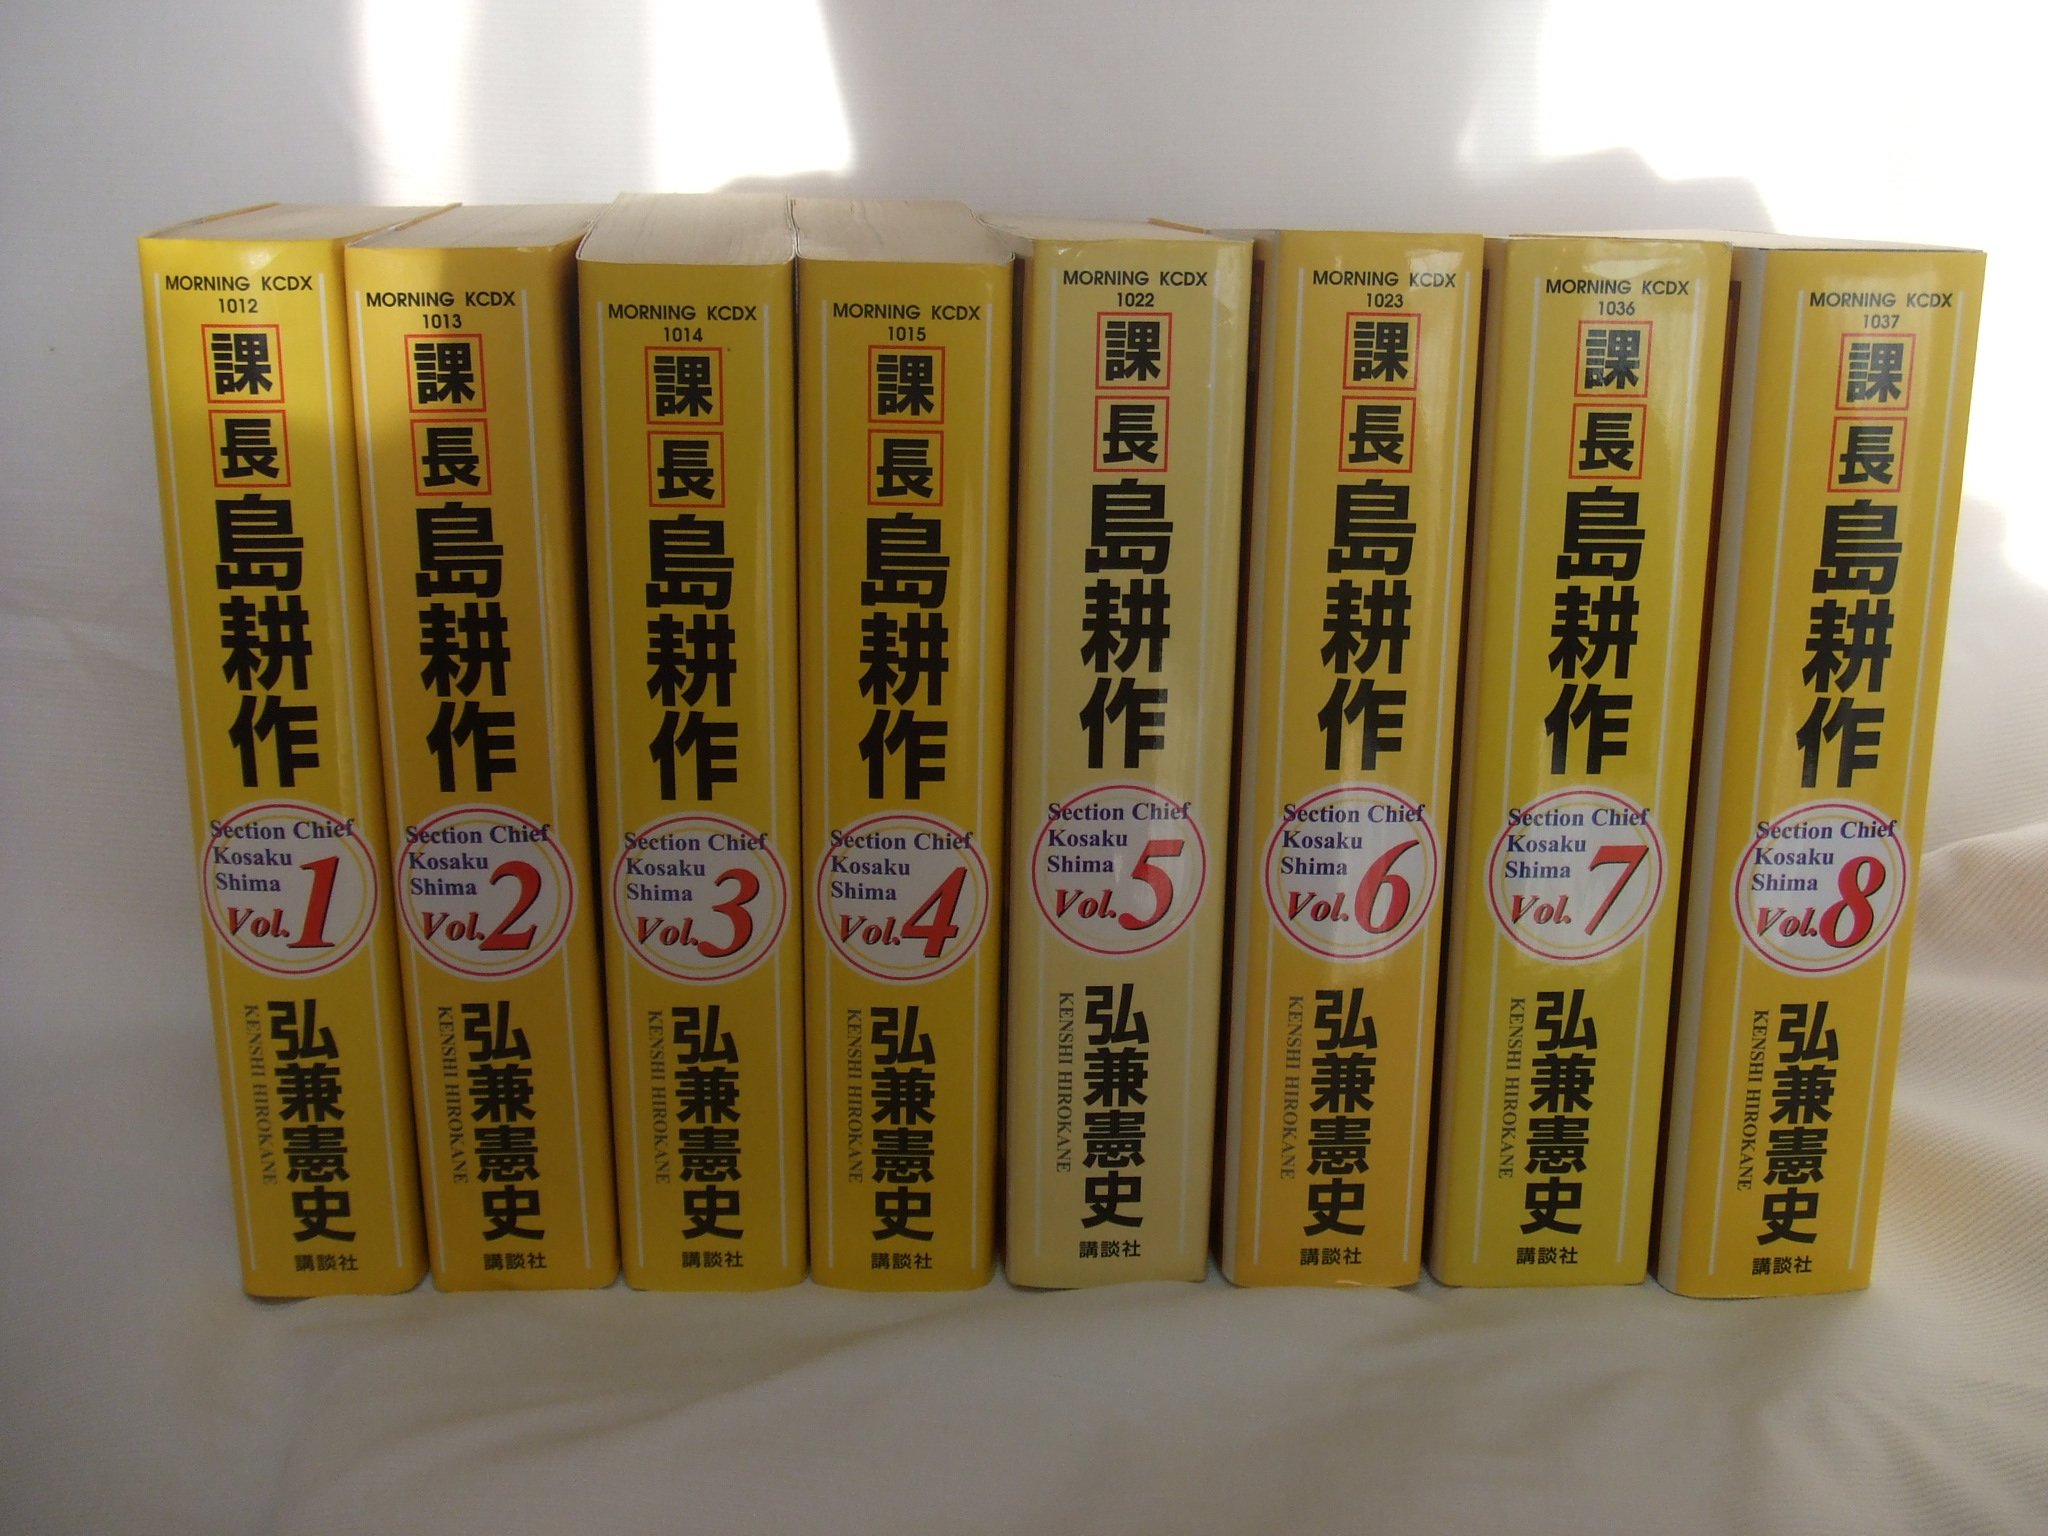 MORNING KCDX
1012
課長島耕作
Section Chief
Kosaku
Shima
Vol.1
弘兼憲史
KENSHI HIROKANE
講談社
MORNING KCDX
1013
課長島耕作
Section Chief
Kosaku
Shima
Vol.2
弘兼憲史
KENSHI HIROKANE
講談社
MORNING KCDX
1014
課長島耕作
Section Chief
Kosaku
Shima
Vol.3
弘兼憲史
KENSHI HIROKANE
講談社
MORNING KCDX
1015
課長島耕作
Section Chief
Kosaku
Shima
Vol.4
弘兼憲史
KENSHI HIROKANE
講談社
MORNING KCDX
1022
課長島耕作
Section Chief
Kosaku
Shima
Vol.5
弘兼憲史
KENSHI HIROKANE
講談社
MORNING KCDX
1023
課長島耕作
Section Chief
Kosaku
Shima
Vol.6
弘兼憲史
KENSHI HIROKANE
講談社
MORNING KCDX
1036
課長島耕作
Section Chief
Kosaku
Shima
Vol.7
弘兼憲史
KENSHI HIROKANE
講談社
MORNING KCDX
1037
課長島耕作
Section Chief
Kosaku
Shima
Vol.8
弘兼憲史
KENSHI HIROKANE
講談社